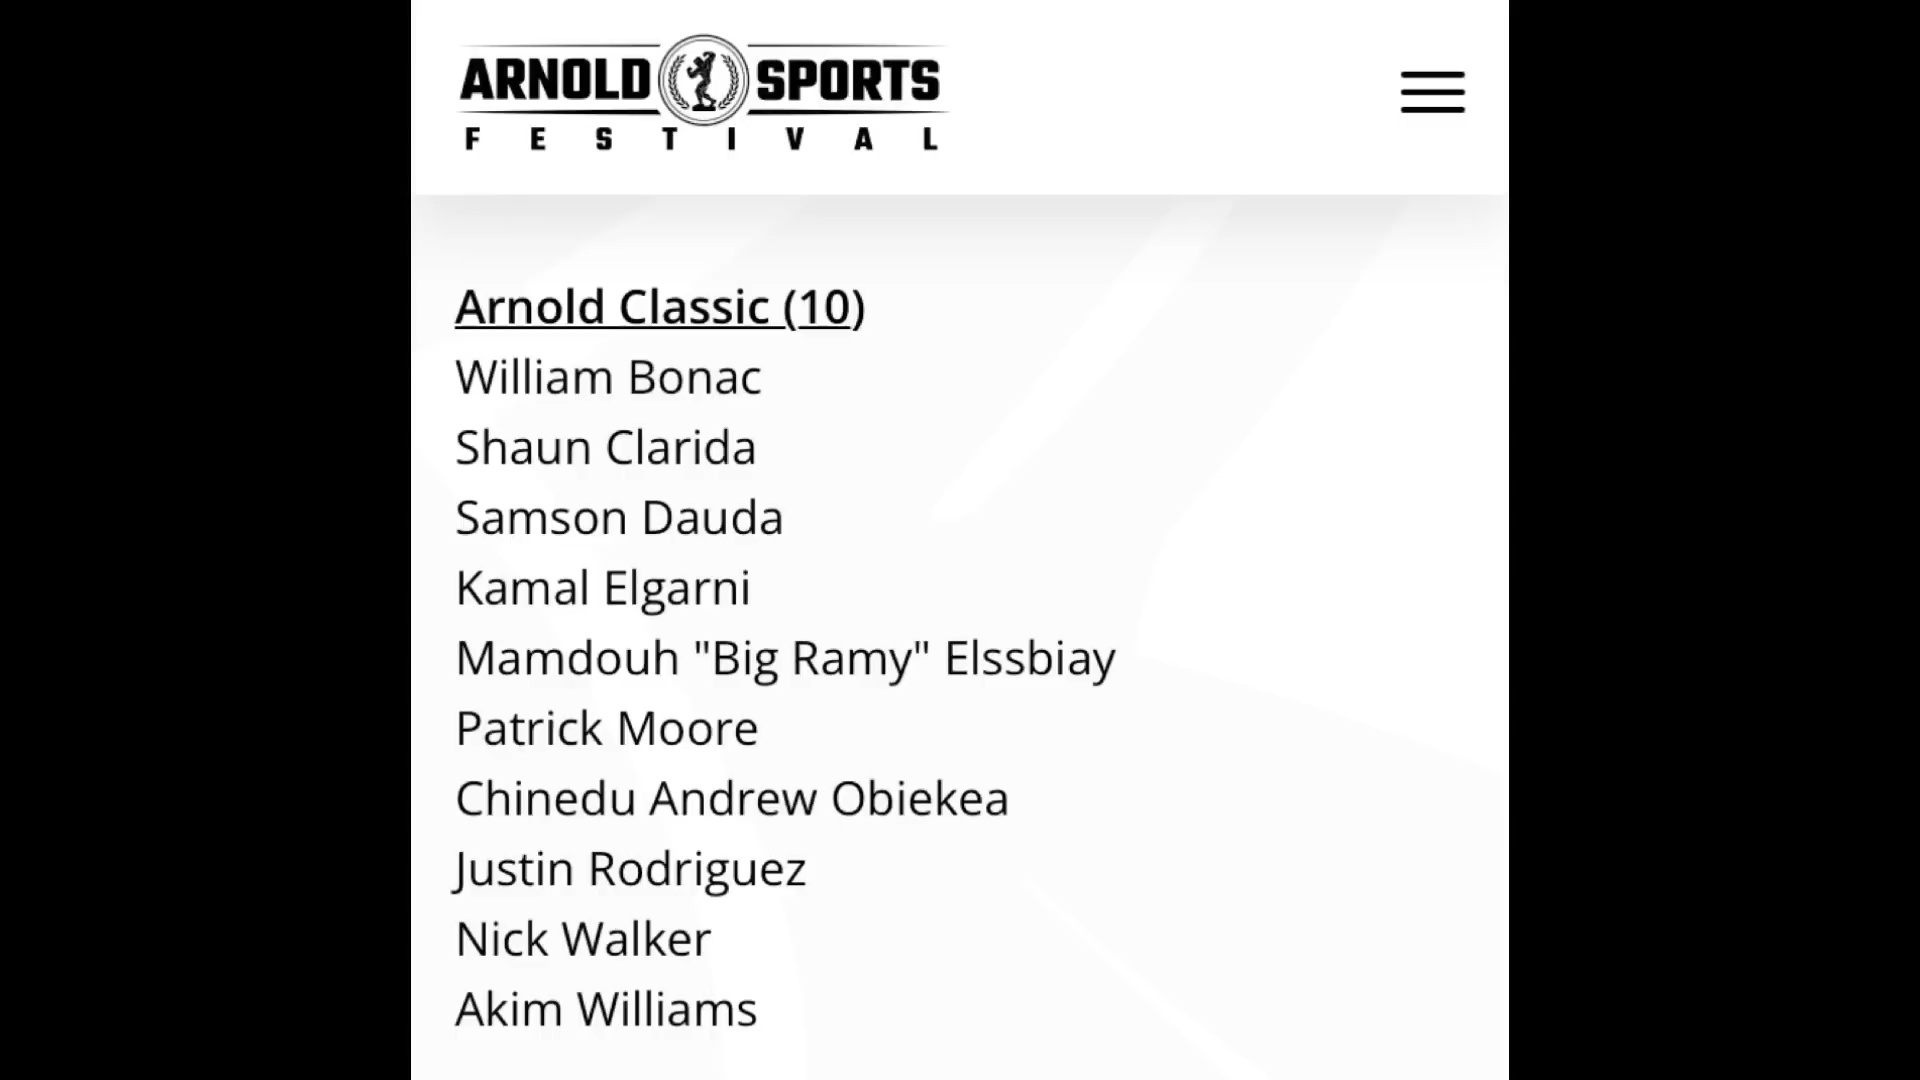 ARNOLD SPORTS
FESTIVAL
Arnold Classic (10)
William Bonac
Shaun Clarida
Samson Dauda
Kamal Elgarni
Mamdouh "Big Ramy" Elssbiay
Patrick Moore
Chinedu Andrew Obiekea
Justin Rodriguez
Nick Walker
Akim Williams